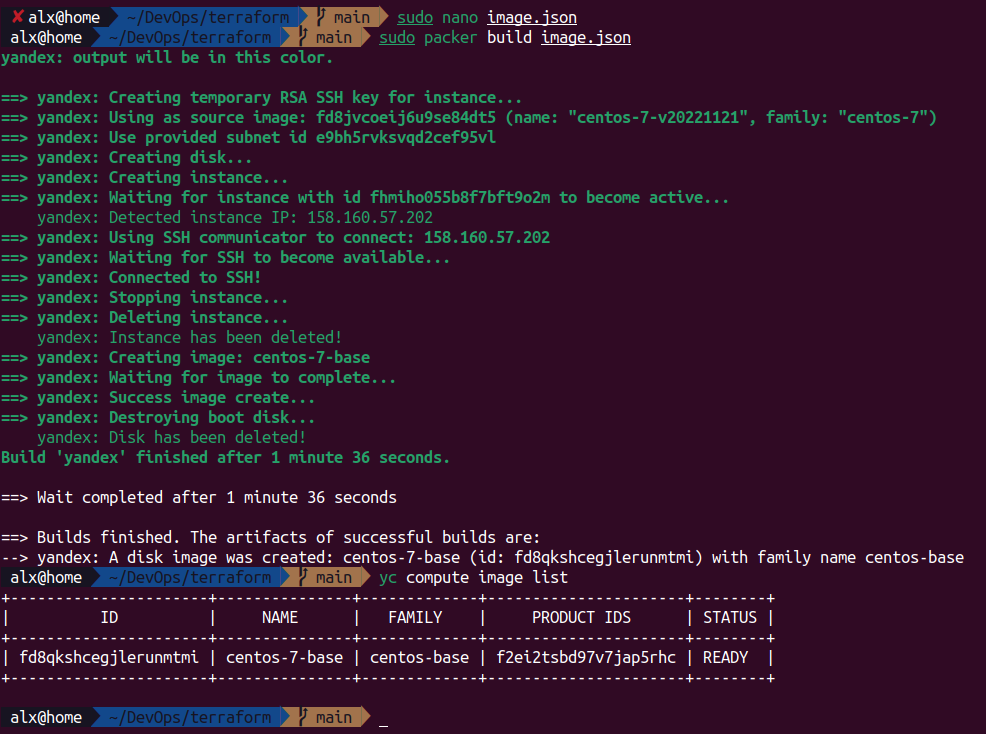 ✘ alx@home ~/DevOps/terraform main sudo nano image.json
alx@home ~/DevOps/terraform main sudo packer build image.json
yandex: output will be in this color.
==> yandex: Creating temporary RSA SSH key for instance...
==> yandex: Using as source image: fd8jvcoeij6u9se84dt5 (name: "centos-7-v20221121", family: "centos-7")
==> yandex: Use provided subnet id e9bh5rvksvqd2cef95vl
==> yandex: Creating disk...
==> yandex: Creating instance...
==> yandex: Waiting for instance with id fhmiho055b8f7bft9o2m to become active...
    yandex: Detected instance IP: 158.160.57.202
==> yandex: Using SSH communicator to connect: 158.160.57.202
==> yandex: Waiting for SSH to become available...
==> yandex: Connected to SSH!
==> yandex: Stopping instance...
==> yandex: Deleting instance...
    yandex: Instance has been deleted!
==> yandex: Creating image: centos-7-base
==> yandex: Waiting for image to complete...
==> yandex: Success image create...
==> yandex: Destroying boot disk...
    yandex: Disk has been deleted!
Build 'yandex' finished after 1 minute 36 seconds.
==> Wait completed after 1 minute 36 seconds
==> Builds finished. The artifacts of successful builds are:
--> yandex: A disk image was created: centos-7-base (id: fd8qkshcegjlerunmtmi) with family name centos-base
alx@home ~/DevOps/terraform main yc compute image list
+----------------------+---------------+-------------+----------------------+--------+
|          ID          |     NAME      |   FAMILY    |     PRODUCT IDS      | STATUS |
+----------------------+---------------+-------------+----------------------+--------+
| fd8qkshcegjlerunmtmi | centos-7-base | centos-base | f2ei2tsbd97v7jap5rhc | READY  |
+----------------------+---------------+-------------+----------------------+--------+
alx@home ~/DevOps/terraform main _